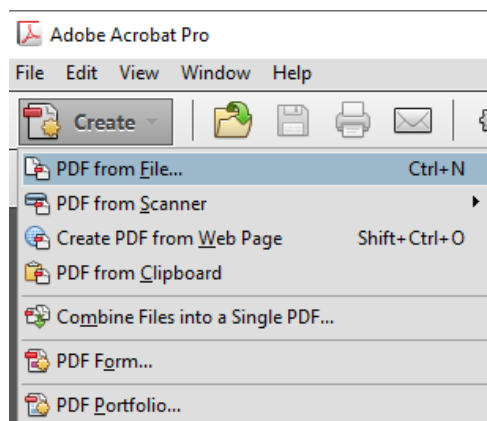 Adobe Acrobat Pro
File Edit View Window Help
Create
PDF from File... Ctrl+N
PDF from Scanner
Create PDF from Web Page Shift+Ctrl+O
PDF from Clipboard
Combine Files into a Single PDF...
PDF Form...
PDF Portfolio...